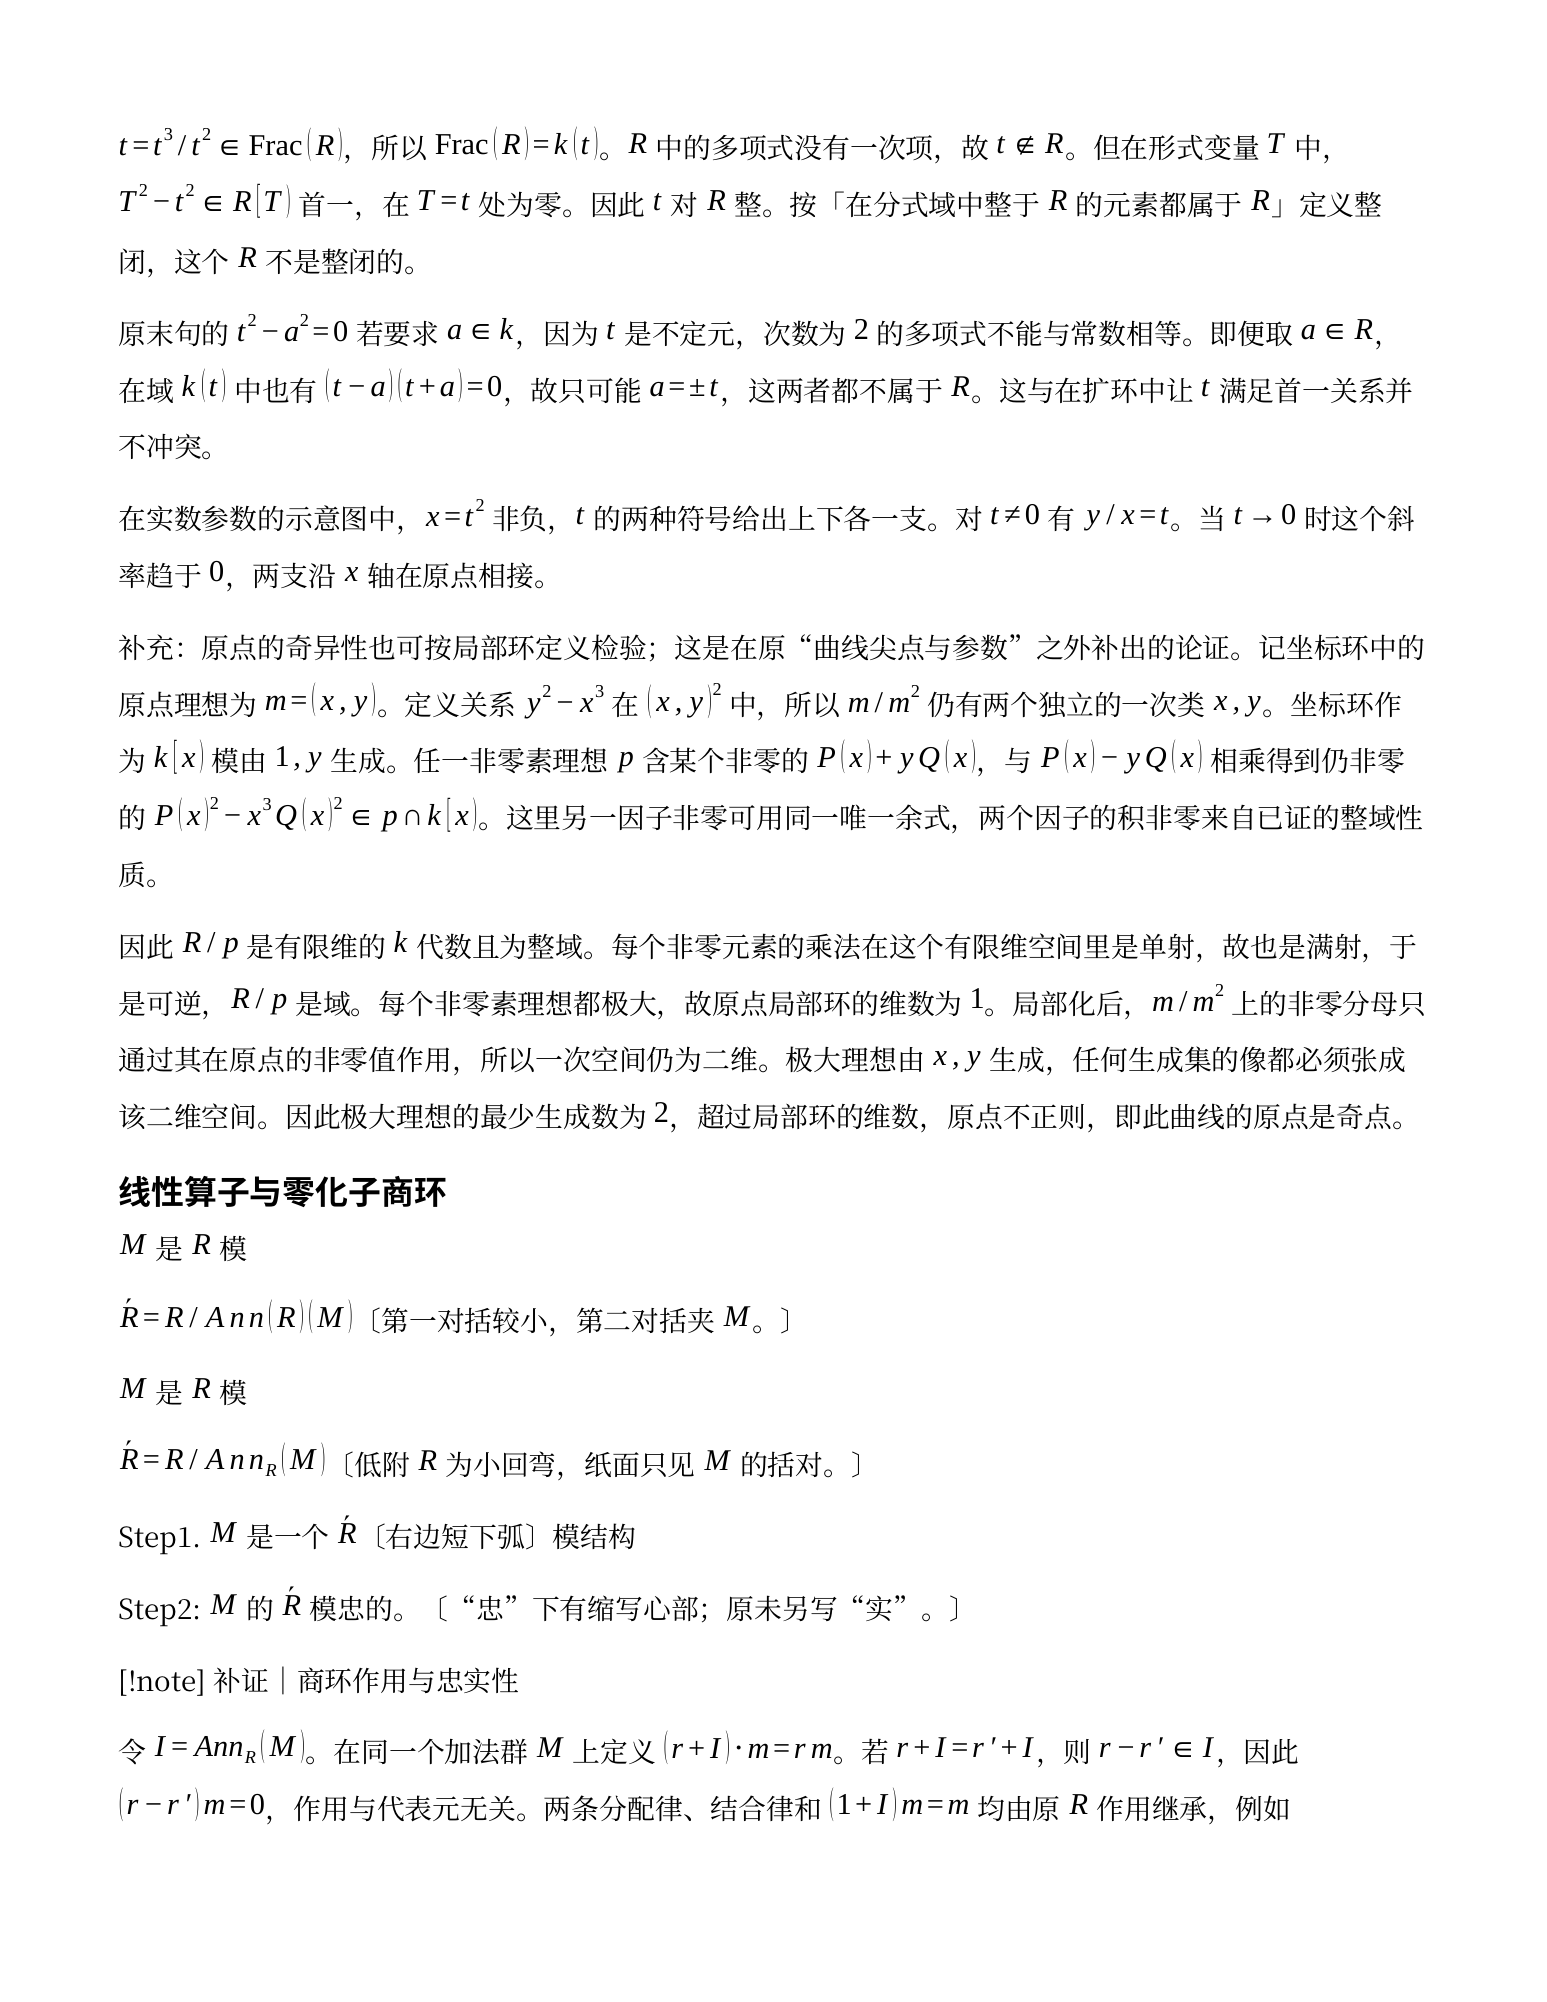 t=t³/t² ∈ Frac(R)，所以 Frac(R)=k(t)。R 中的多项式没有一次项，故 t∉R。但在形式变量 T 中，
T²−t² ∈ R[T) 首一，在 T=t 处为零。因此 t 对 R 整。按「在分式域中整于 R 的元素都属于 R」定义整
闭，这个 R 不是整闭的。
原末句的 t²−a²=0 若要求 a∈k，因为 t 是不定元，次数为 2 的多项式不能与常数相等。即便取 a∈R，
在域 k(t) 中也有 (t−a)(t+a)=0，故只可能 a=±t，这两者都不属于 R。这与在扩环中让 t 满足首一关系并
不冲突。
在实数参数的示意图中，x=t² 非负，t 的两种符号给出上下各一支。对 t≠0 有 y/x=t。当 t→0 时这个斜
率趋于 0，两支沿 x 轴在原点相接。
补充：原点的奇异性也可按局部环定义检验；这是在原“曲线尖点与参数”之外补出的论证。记坐标环中的
原点理想为 m=(x,y)。定义关系 y²−x³ 在 (x,y)² 中，所以 m/m² 仍有两个独立的一次类 x,y。坐标环作
为 k[x) 模由 1,y 生成。任一非零素理想 p 含某个非零的 P(x)+yQ(x)，与 P(x)−yQ(x) 相乘得到仍非零
的 P(x)²−x³Q(x)² ∈ p∩k[x)。这里另一因子非零可用同一唯一余式，两个因子的积非零来自已证的整域性
质。
因此 R/p 是有限维的 k 代数且为整域。每个非零元素的乘法在这个有限维空间里是单射，故也是满射，于
是可逆，R/p 是域。每个非零素理想都极大，故原点局部环的维数为 1。局部化后，m/m² 上的非零分母只
通过其在原点的非零值作用，所以一次空间仍为二维。极大理想由 x,y 生成，任何生成集的像都必须张成
该二维空间。因此极大理想的最少生成数为 2，超过局部环的维数，原点不正则，即此曲线的原点是奇点。
线性算子与零化子商环
M 是 R 模
Ŕ=R/Ann(R)(M)〔第一对括较小，第二对括夹 M。〕
M 是 R 模
Ŕ=R/Ann_R(M)〔低附 R 为小回弯，纸面只见 M 的括对。〕
Step1. M 是一个 Ŕ〔右边短下弧〕模结构
Step2: M 的 Ŕ 模忠的。〔“忠”下有缩写心部；原未另写“实”。〕
[!note] 补证｜商环作用与忠实性
令 I=Ann_R(M)。在同一个加法群 M 上定义 (r+I)·m=rm。若 r+I=r′+I，则 r−r′∈I，因此
(r−r′)m=0，作用与代表元无关。两条分配律、结合律和 (1+I)m=m 均由原 R 作用继承，例如